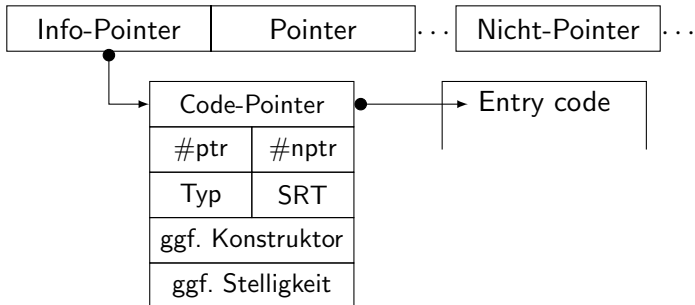 Info-Pointer Pointer ... Nicht-Pointer ...
Code-Pointer Entry code
#ptr #nptr
Typ SRT
ggf. Konstruktor
ggf. Stelligkeit